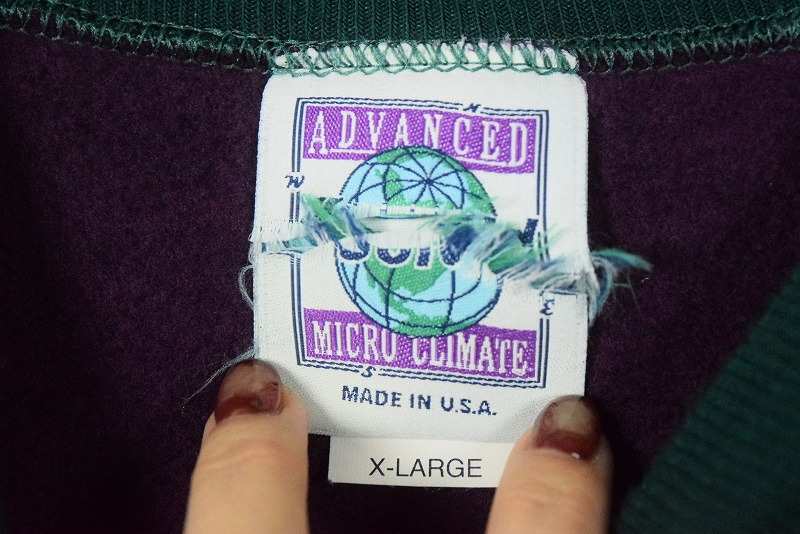 N
ADVANCED
W
E
MICRO CLIMATE
S
MADE IN U.S.A.
X-LARGE